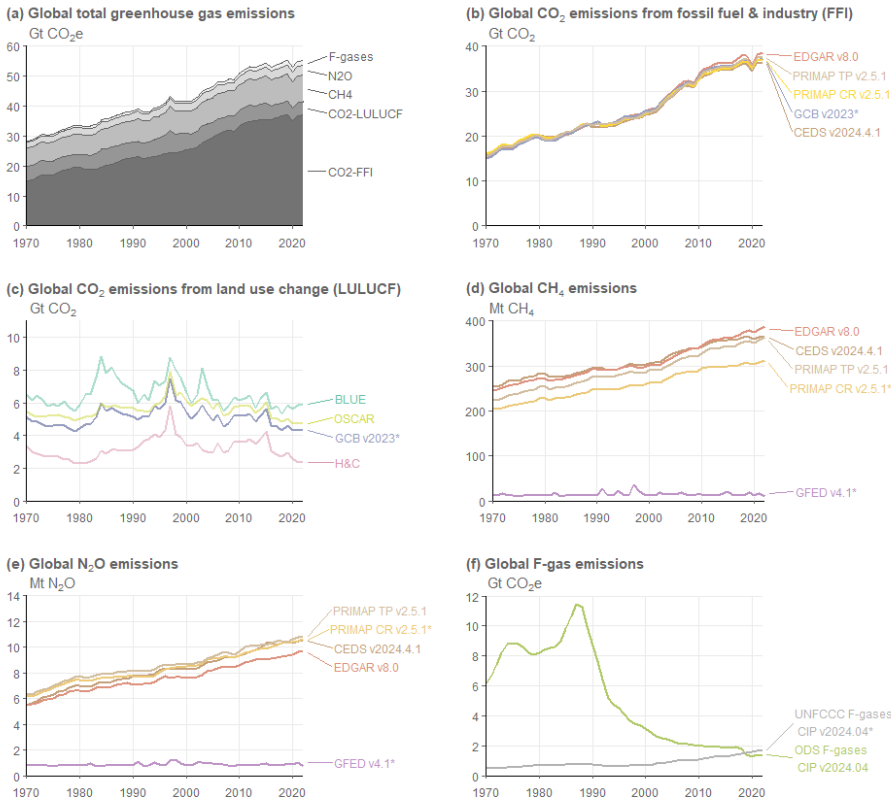 (a) Global total greenhouse gas emissions
Gt CO₂e
60
50
40
30
20
10
0
1970 1980 1990 2000 2010 2020
F-gases
N2O
CH4
CO2-LULUCF
CO2-FFI
(b) Global CO₂ emissions from fossil fuel & industry (FFI)
Gt CO₂
40
30
20
10
0
1970 1980 1990 2000 2010 2020
EDGAR v8.0
PRIMAP TP v2.5.1
PRIMAP CR v2.5.1
GCB v2023*
CEDS v2024.4.1
(c) Global CO₂ emissions from land use change (LULUCF)
Gt CO₂
10
8
6
4
2
0
1970 1980 1990 2000 2010 2020
BLUE
OSCAR
GCB v2023*
H&C
(d) Global CH₄ emissions
Mt CH₄
400
300
200
100
0
1970 1980 1990 2000 2010 2020
EDGAR v8.0
CEDS v2024.4.1
PRIMAP TP v2.5.1
PRIMAP CR v2.5.1*
GFED v4.1*
(e) Global N₂O emissions
Mt N₂O
14
12
10
8
6
4
2
0
1970 1980 1990 2000 2010 2020
PRIMAP TP v2.5.1
PRIMAP CR v2.5.1*
CEDS v2024.4.1
EDGAR v8.0
GFED v4.1*
(f) Global F-gas emissions
Gt CO₂e
12
10
8
6
4
2
0
1970 1980 1990 2000 2010 2020
UNFCCC F-gases
CIP v2024.04*
ODS F-gases
CIP v2024.04